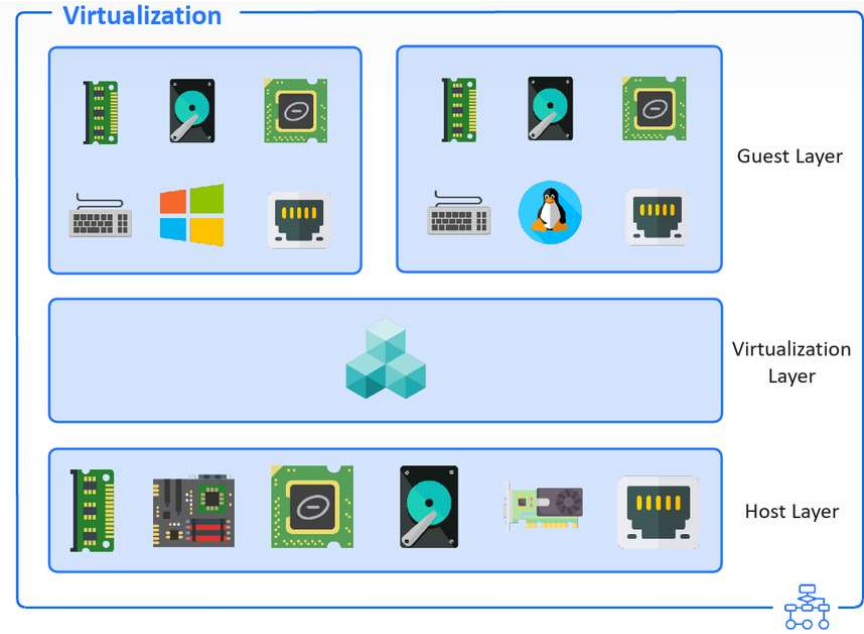 Virtualization
Guest Layer
Virtualization
Layer
Host Layer